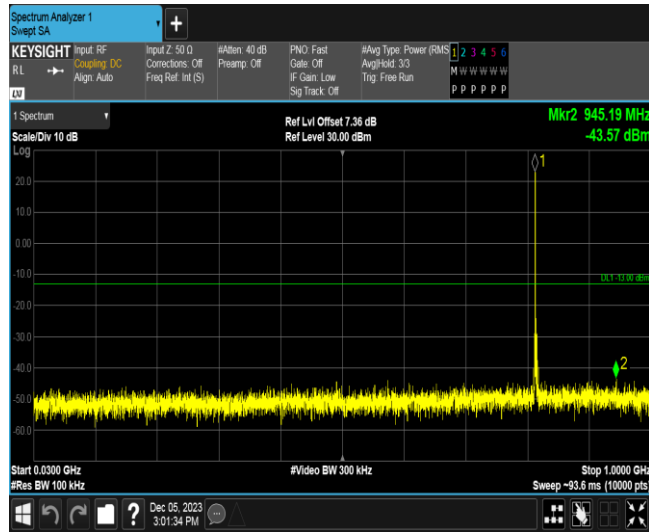 Spectrum Analyzer 1
Swept SA
+
KEYSIGHT
RL
LXI
Input: RF
Coupling: DC
Align: Auto
Input Z: 50 Ω
Corrections: Off
Freq Ref: Int (S)
#Atten: 40 dB
Preamp: Off
PNO: Fast
Gate: Off
IF Gain: Low
Sig Track: Off
#Avg Type: Power (RMS
Avg|Hold: 3/3
Trig: Free Run
1 2 3 4 5 6
M W W W W W
P P P P P P
1 Spectrum
Scale/Div 10 dB
Log
Ref Lvl Offset 7.36 dB
Ref Level 30.00 dBm
Mkr2 945.19 MHz
-43.57 dBm
1
20.0
10.0
0.00
-10.0
DL1 -13.00 dBm
-20.0
-30.0
-40.0
2
-50.0
-60.0
Start 0.0300 GHz
#Res BW 100 kHz
#Video BW 300 kHz
Stop 1.0000 GHz
Sweep ~93.6 ms (10000 pts)
?
Dec 05, 2023
3:01:34 PM